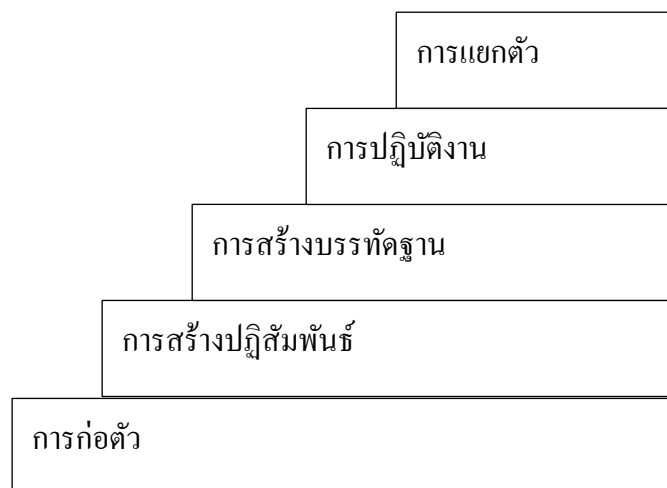 การแยกตัว
การปฏิบัติงาน
การสร้างบรรทัดฐาน
การสร้างปฏิสัมพันธ์
การก่อตัว